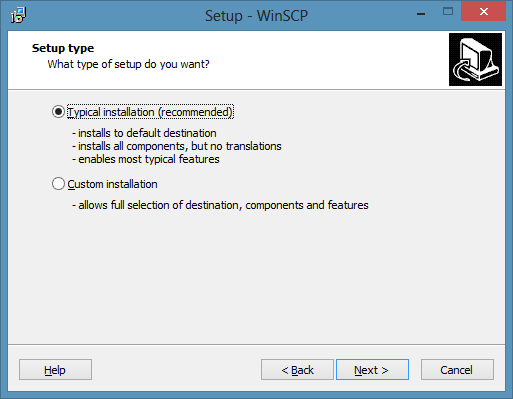 Setup - WinSCP
Setup type
What type of setup do you want?
Typical installation (recommended)
- installs to default destination
- installs all components, but no translations
- enables most typical features
Custom installation
- allows full selection of destination, components and features
Help
< Back
Next >
Cancel